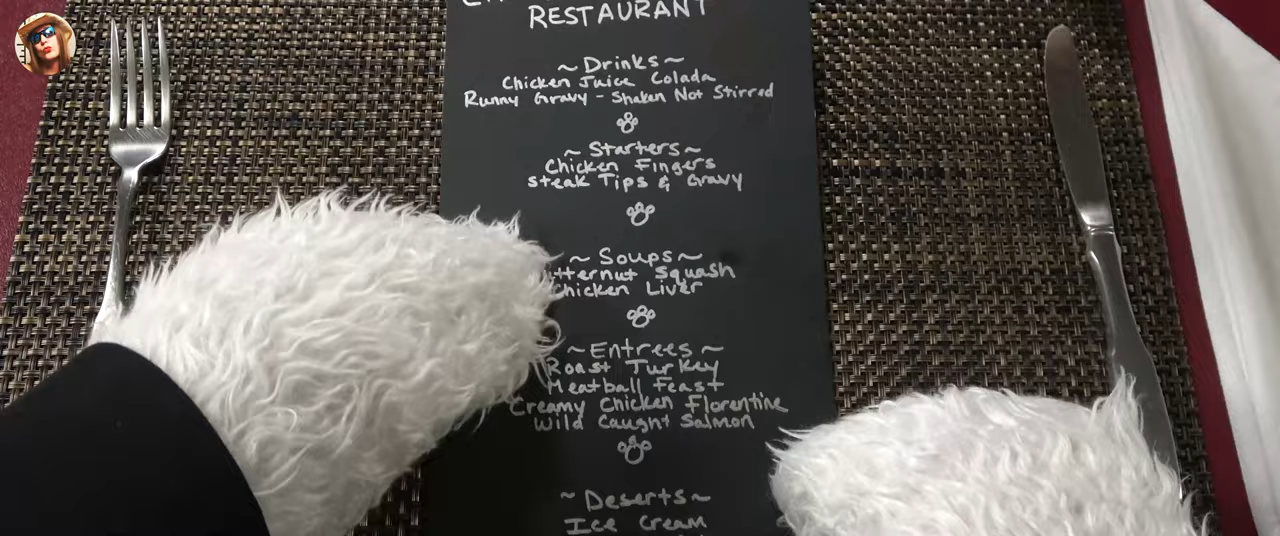 RESTAURANT
~Drinks~
Chicken Juice Colada
Runny Gravy - Shaken Not Stirred
~ Starters~
Chicken Fingers
Steak Tips & Gravy
~ Soups~
Squash
Chicken Liver
~Entrees~
Roast Turkey
Meatball Feast
Creamy Chicken Florentine
Wild Caught Salmon
~Deserts~
Ice Cream